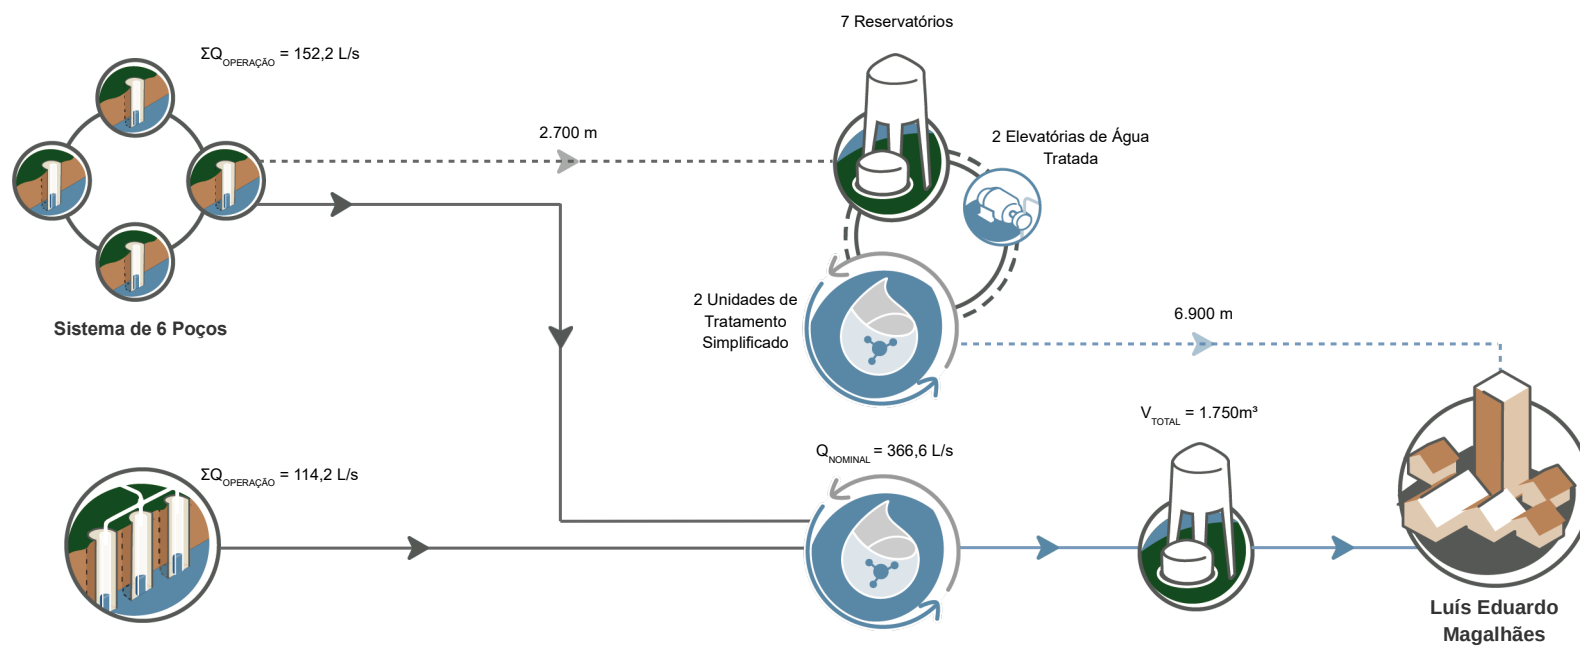 7 Reservatórios
ΣQOPERAÇÃO = 152,2 L/s
2.700 m
2 Elevatórias de Água
Tratada
Sistema de 6 Poços
2 Unidades de
Tratamento
Simplificado
6.900 m
VTOTAL = 1.750m³
QNOMINAL = 366,6 L/s
ΣQOPERAÇÃO = 114,2 L/s
Luís Eduardo
Magalhães